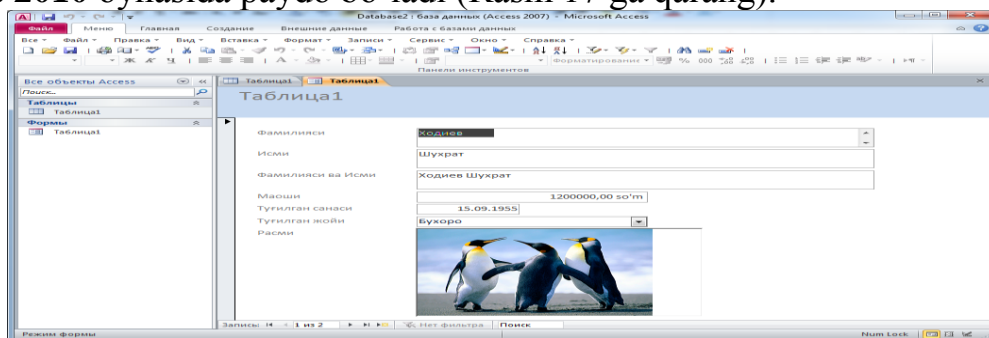 2010 oynasida paydo bo'ladi (Rasm 17 ga qarang).
Database2 : база данных (Access 2007) - Microsoft Access
Файл Меню Главная Создание Внешние данные Работа с базами данных
Все Файл Правка Вид Вставка Формат Записи Сервис Окно Справка
Ж К Ч А Форматирование % 000
Панели инструментов
Все объекты Access
Таблица1 Таблица1
Поиск...
Таблица1
Таблицы
Таблица1
Формы
Таблица1
Фамилияси Ходиев
Исми Шухрат
Фамилияси ва Исми Ходиев Шухрат
Маоши 1200000,00 so'm
Туғилган санаси 15.09.1955
Туғилган жойи Бухоро
Расми
Записи 1 из 2 Нет фильтра Поиск
Режим формы Num Lock